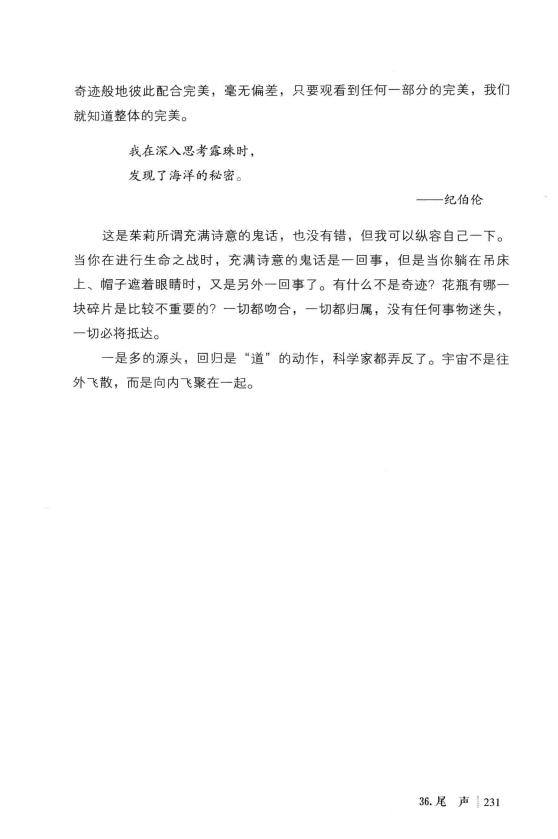 奇迹般地彼此配合完美，毫无偏差，只要观看到任何一部分的完美，我们
就知道整体的完美。
我在深入思考露珠时，
发现了海洋的秘密。
——纪伯伦
这是茱莉所谓充满诗意的鬼话，也没有错，但我可以纵容自己一下。
当你在进行生命之战时，充满诗意的鬼话是一回事，但是当你躺在吊床
上、帽子遮着眼睛时，又是另外一回事了。有什么不是奇迹？花瓶有哪一
块碎片是比较不重要的？一切都吻合，一切都归属，没有任何事物迷失，
一切必将抵达。
一是多的源头，回归是“道”的动作，科学家都弄反了。宇宙不是往
外飞散，而是向内飞聚在一起。
36. 尾 声 231